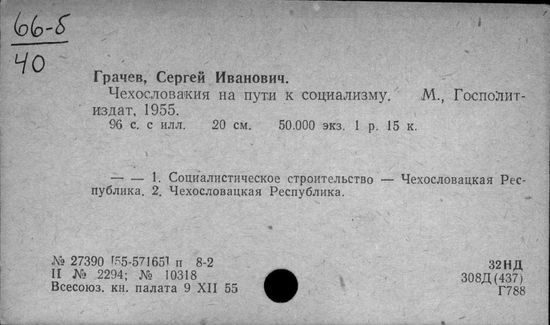 66-б
40
Грачев, Сергей Иванович.
Чехословакия на пути к социализму. М., Госполит-
издат, 1955.
96 с. с илл. 20 см. 50.000 экз. 1 р. 15 к.
— — 1. Социалистическое строительство — Чехословацкая Рес-
публика. 2. Чехословацкая Республика.
№ 27390 [55-57165] п 8-2
II № 2294; № 10318
Всесоюз. кн. палата 9 XII 55
32НД
308Д(437)
Г788